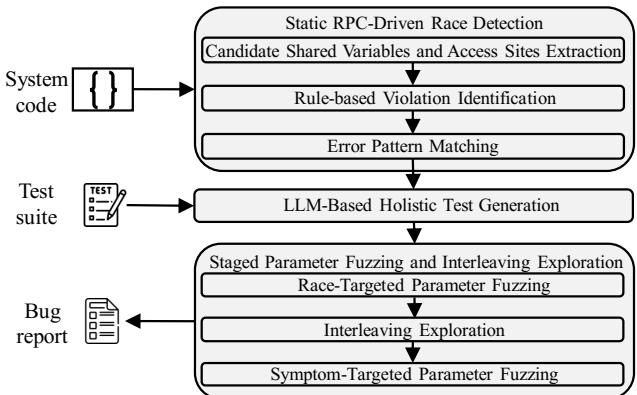 Static RPC-Driven Race Detection
Candidate Shared Variables and Access Sites Extraction
System
code
{ }
Rule-based Violation Identification
Error Pattern Matching
Test
suite
TEST
LLM-Based Holistic Test Generation
Staged Parameter Fuzzing and Interleaving Exploration
Race-Targeted Parameter Fuzzing
Bug
report
Interleaving Exploration
Symptom-Targeted Parameter Fuzzing